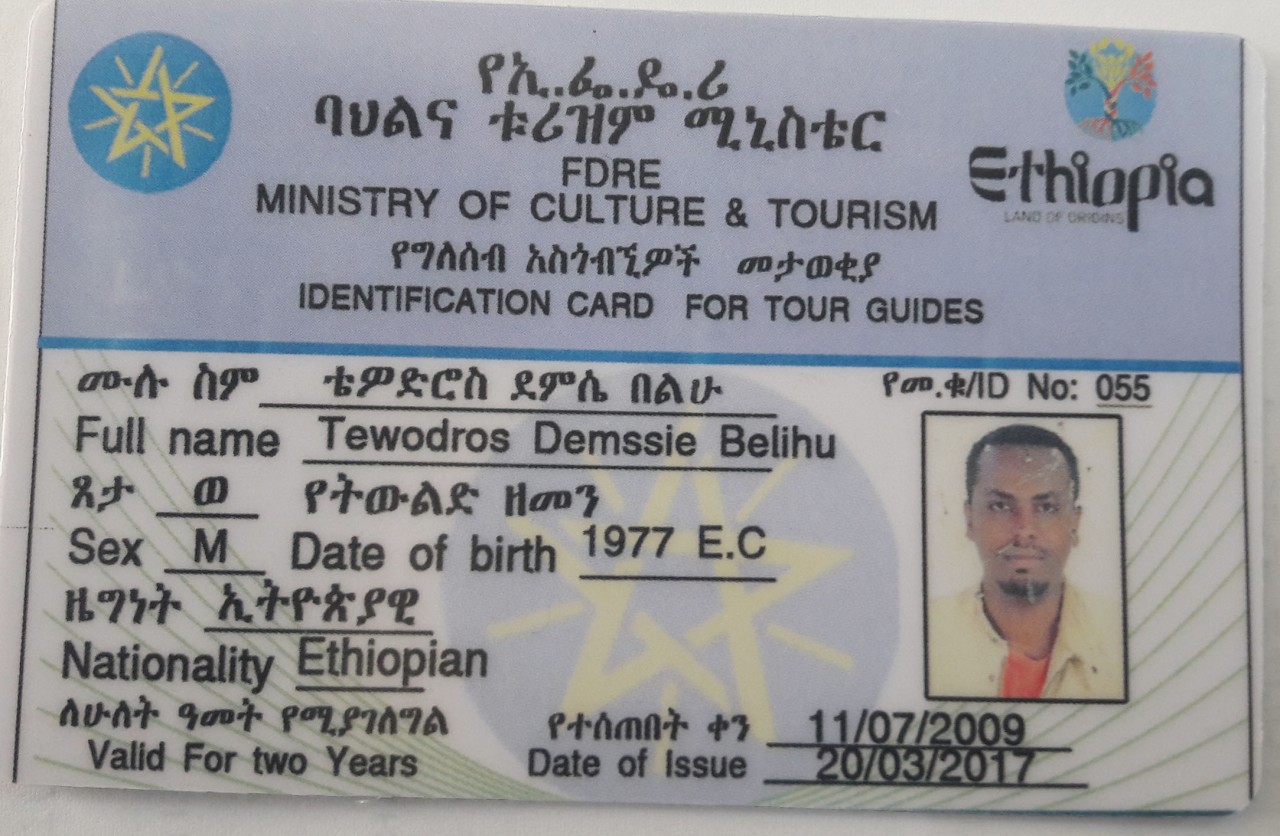 የኢ.ፌ.ዴ.ሪ
ባህልና ቱሪዝም ሚኒስቴር
FDRE
MINISTRY OF CULTURE & TOURISM
Ethiopia
LAND OF ORIGINS
የግለሰብ አስጎብኚዎች መታወቂያ
IDENTIFICATION CARD FOR TOUR GUIDES
ሙሉ ስም ቴዎድሮስ ደምሴ በልሁ
የመ.ቁ/ID No: 055
Full name Tewodros Demssie Belihu
ጾታ ወ የትውልድ ዘመን
Sex M Date of birth 1977 E.C
ዜግነት ኢትዮጵያዊ
Nationality Ethiopian
ለሁለት ዓመት የሚያገለግል የተሰጠበት ቀን 11/07/2009
Valid For two Years Date of Issue 20/03/2017